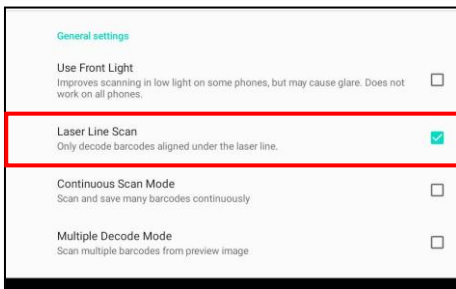 General settings
Use Front Light
Improves scanning in low light on some phones, but may cause glare. Does not
work on all phones.
Laser Line Scan
Only decode barcodes aligned under the laser line.
Continuous Scan Mode
Scan and save many barcodes continuously
Multiple Decode Mode
Scan multiple barcodes from preview image